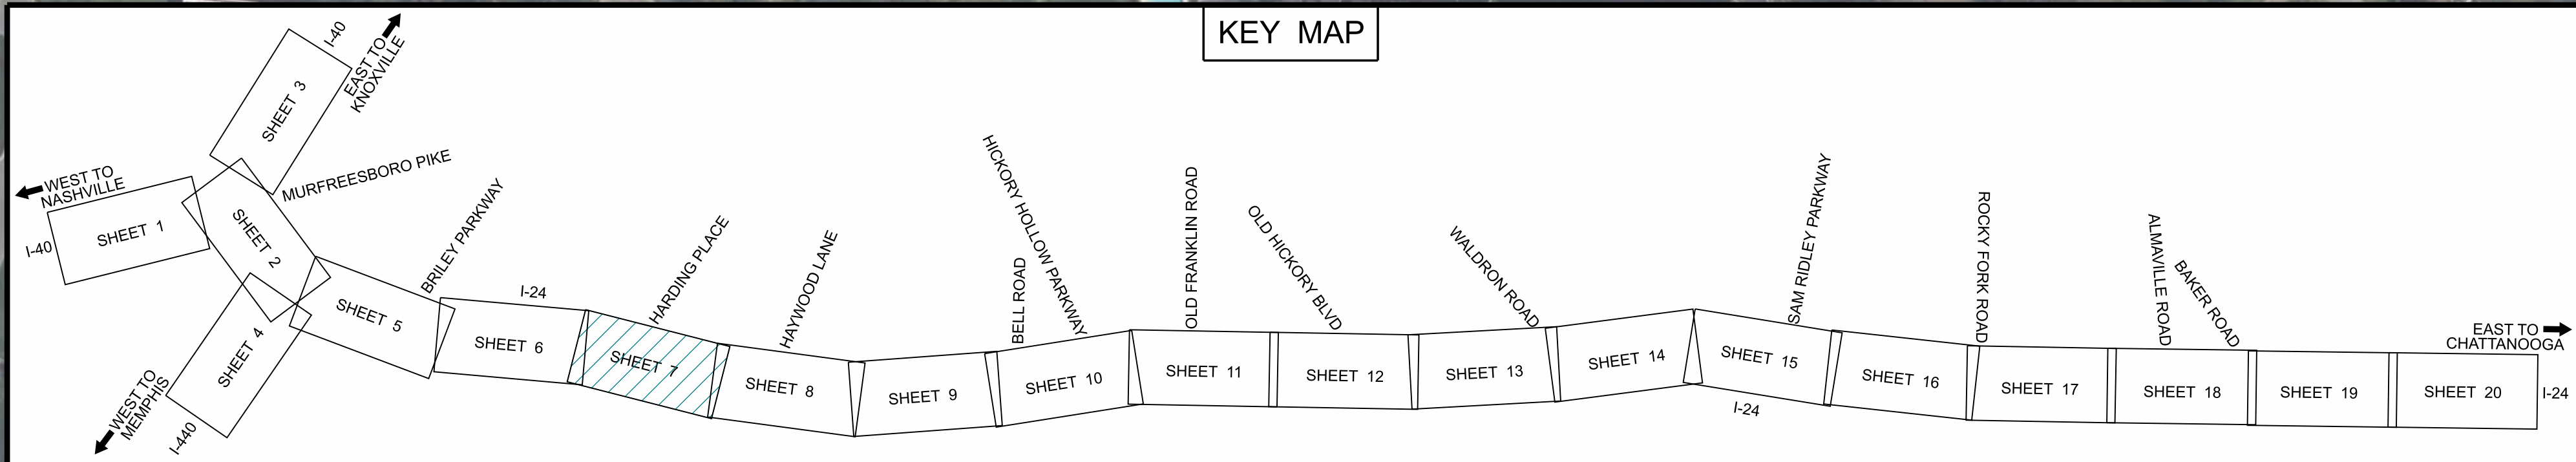 KEY MAP
I-40
EAST TO
KNOXVILLE
SHEET 3
MURFREESBORO PIKE
WEST TO
NASHVILLE
SHEET 1
I-40
SHEET 2
SHEET 4
WEST TO
MEMPHIS
I-440
SHEET 5
BRILEY PARKWAY
I-24
SHEET 6
HARDING PLACE
SHEET 7
HAYWOOD LANE
SHEET 8
SHEET 9
BELL ROAD
HICKORY HOLLOW PARKWAY
SHEET 10
OLD FRANKLIN ROAD
SHEET 11
OLD HICKORY BLVD
SHEET 12
WALDRON ROAD
SHEET 13
SHEET 14
SAM RIDLEY PARKWAY
SHEET 15
I-24
SHEET 16
ROCKY FORK ROAD
SHEET 17
ALMAVILLE ROAD
BAKER ROAD
SHEET 18
SHEET 19
SHEET 20
EAST TO
CHATTANOOGA
I-24